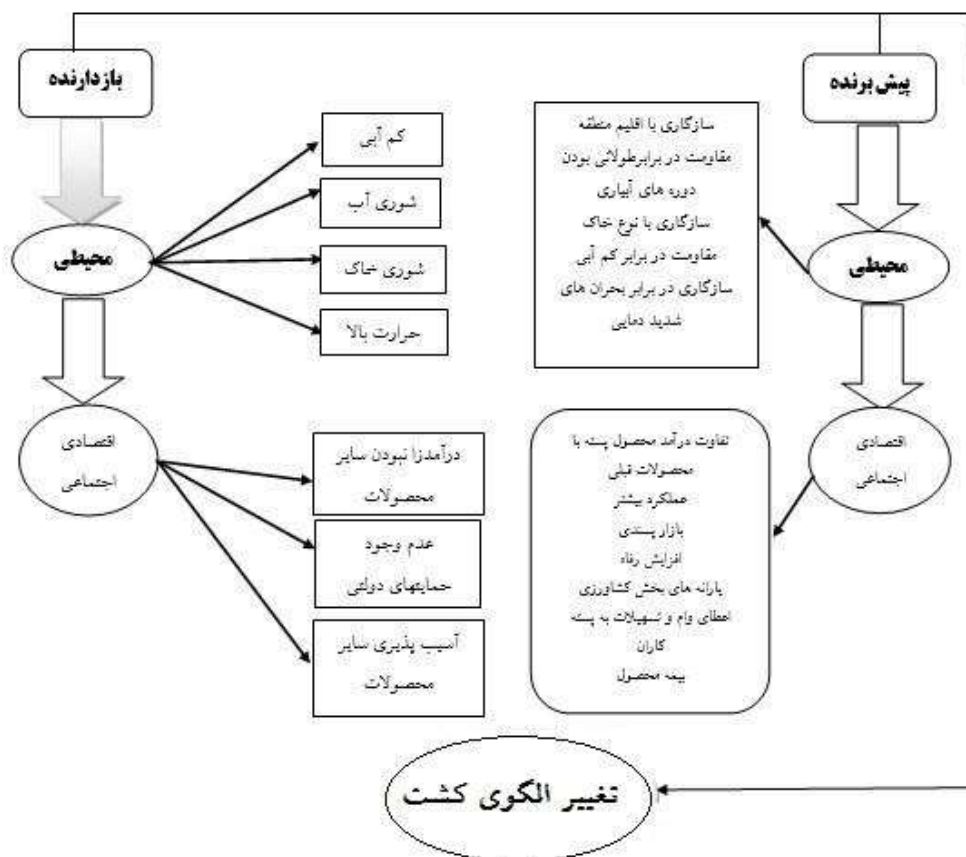 پیش برنده
بازدارنده
سازگاری با اقلیم منطقه
مقاومت در برابر طولانی بودن
دوره های آبیاری
سازگاری با نوع خاک
مقاومت در برابر کم آبی
سازگاری در برابر بحران های
شدید دمایی
محیطی
کم آبی
شوری آب
شوری خاک
حرارت بالا
محیطی
اقتصادی
اجتماعی
تفاوت درآمد محصول پسته با
محصولات قبلی
عملکرد بیشتر
بازار پسندی
افزایش رفاه
یارانه های بخش کشاورزی
اعطای وام و تسهیلات به پسته
کاران
بیمه محصول
درآمدزا نبودن سایر
محصولات
عدم وجود
حمایتهای دولتی
آسیب پذیری سایر
محصولات
اقتصادی
اجتماعی
تغییر الگوی کشت